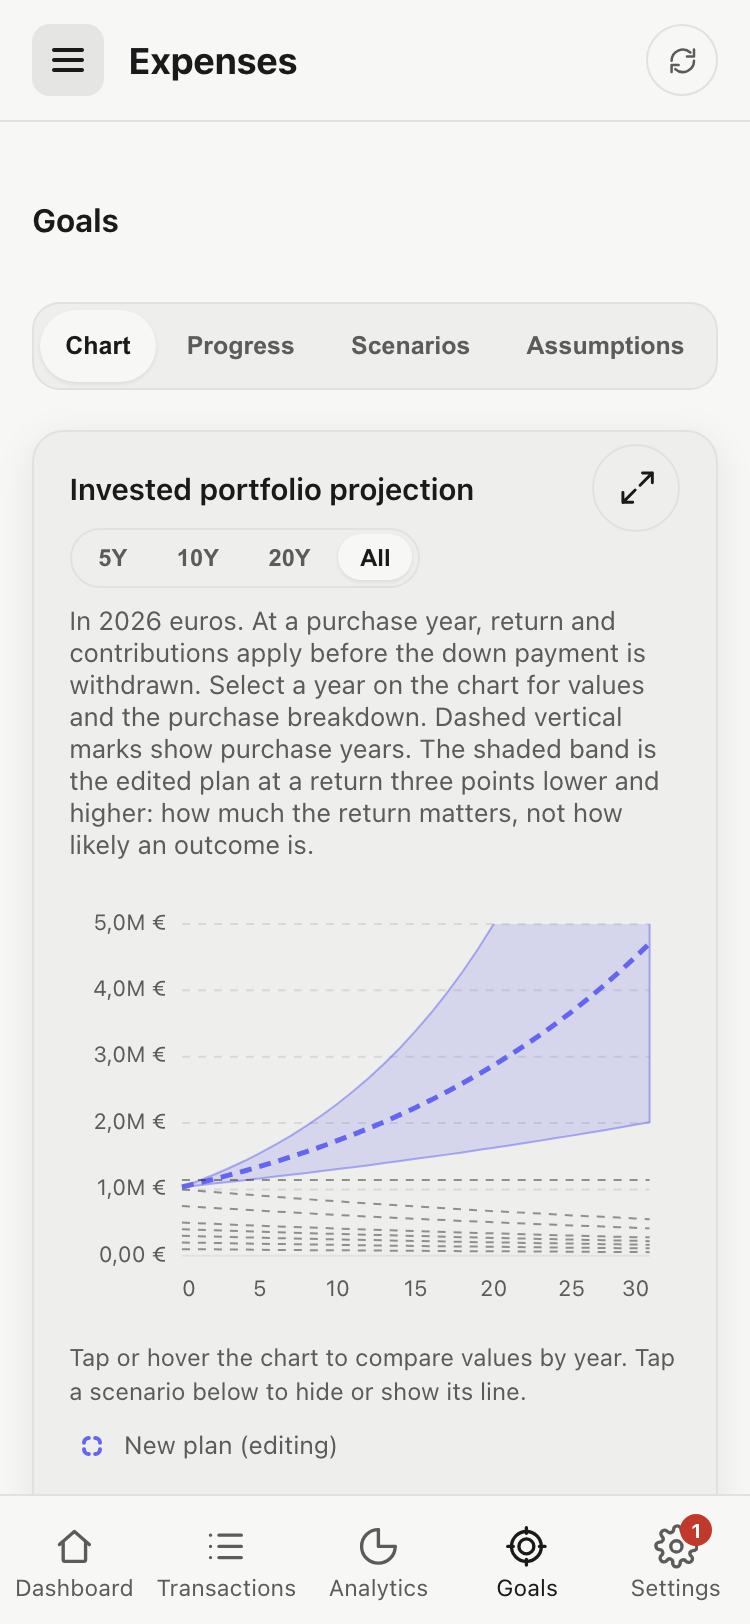 Expenses
Goals
Chart
Progress
Scenarios
Assumptions
Invested portfolio projection
5Y
10Y
20Y
All
In 2026 euros. At a purchase year, return and
contributions apply before the down payment is
withdrawn. Select a year on the chart for values
and the purchase breakdown. Dashed vertical
marks show purchase years. The shaded band is
the edited plan at a return three points lower and
higher: how much the return matters, not how
likely an outcome is.
5,0M €
4,0M €
3,0M €
2,0M €
1,0M €
0,00 €
0
5
10
15
20
25
30
Tap or hover the chart to compare values by year. Tap
a scenario below to hide or show its line.
New plan (editing)
1
Dashboard
Transactions
Analytics
Goals
Settings